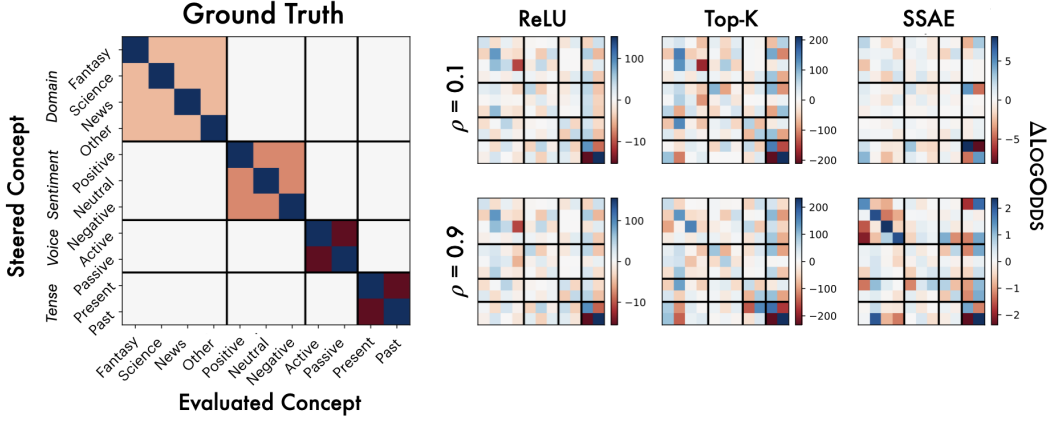 Ground Truth
ReLU
Top-K
SSAE
Steered Concept
Domain
Sentiment
Voice
Tense
Fantasy
Science
News
Other
Positive
Neutral
Negative
Active
Passive
Present
Past
Fantasy
Science
News
Other
Positive
Neutral
Negative
Active
Passive
Present
Past
Evaluated Concept
ρ = 0.1
100
0
−10
200
100
0
−100
−200
5
0
−5
ρ = 0.9
100
0
−10
200
100
0
−100
−200
2
1
0
−1
−2
ΔLogOdds